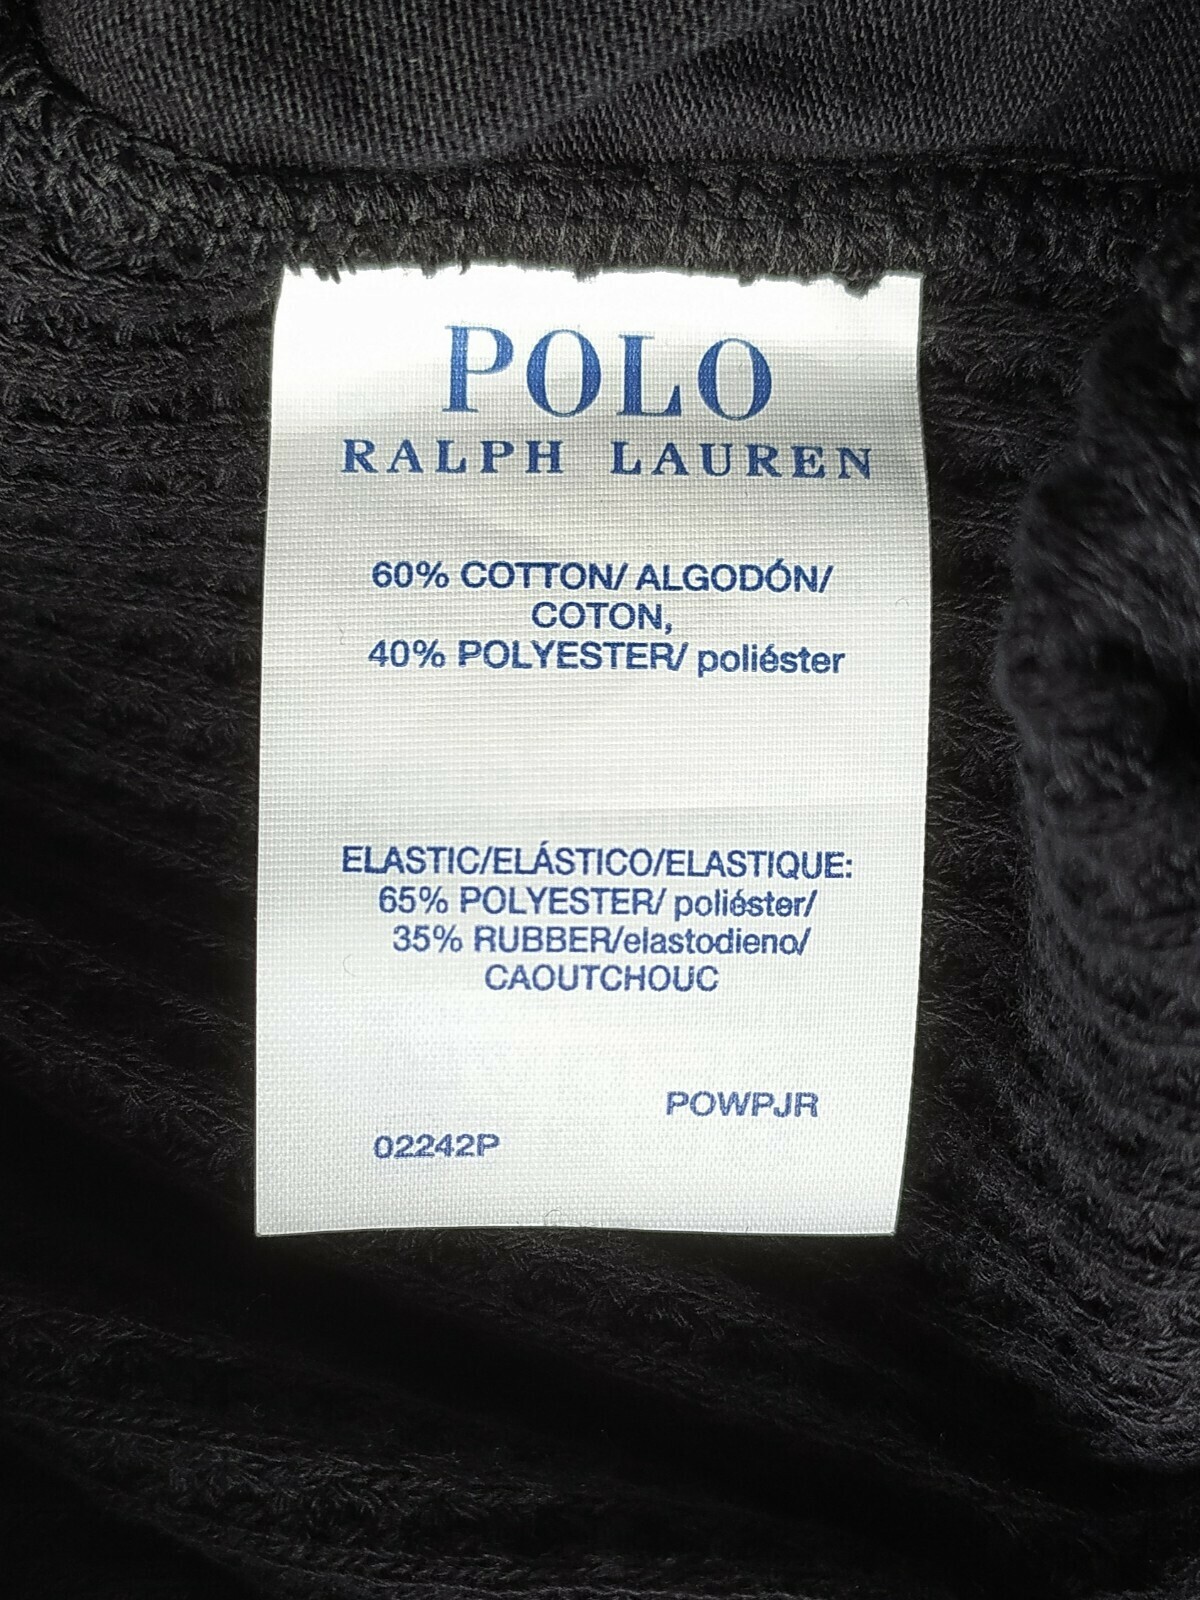 POLO
RALPH LAUREN
60% COTTON/ ALGODÓN/
COTON,
40% POLYESTER/ poliéster
ELASTIC/ELÁSTICO/ELASTIQUE:
65% POLYESTER/ poliéster/
35% RUBBER/elastodieno/
CAOUTCHOUC
POWPJR
02242P